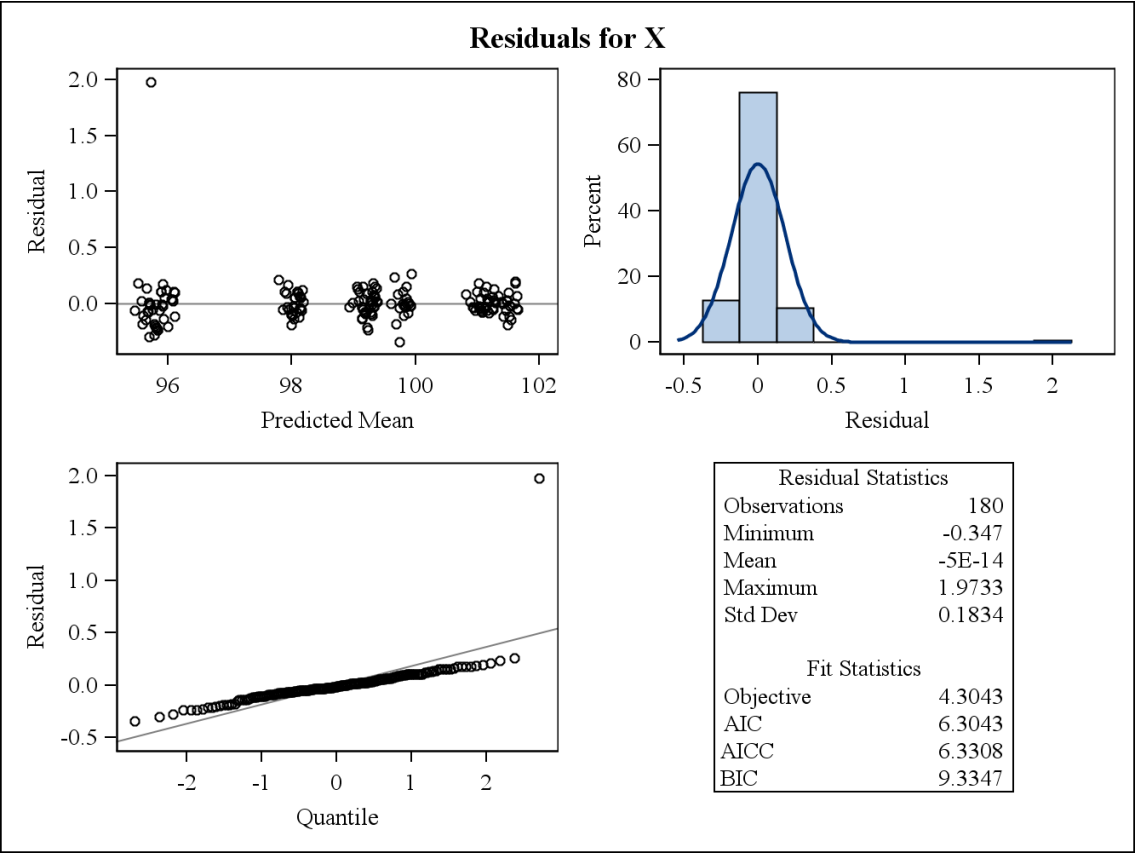 Residuals for X
2.0
1.5
1.0
0.5
0.0
Residual
96 98 100 102
Predicted Mean
80
60
40
20
0
Percent
-0.5 0 0.5 1 1.5 2
Residual
2.0
1.5
1.0
0.5
0.0
-0.5
Residual
-2 -1 0 1 2
Quantile
Residual Statistics
Observations 180
Minimum -0.347
Mean -5E-14
Maximum 1.9733
Std Dev 0.1834
Fit Statistics
Objective 4.3043
AIC 6.3043
AICC 6.3308
BIC 9.3347